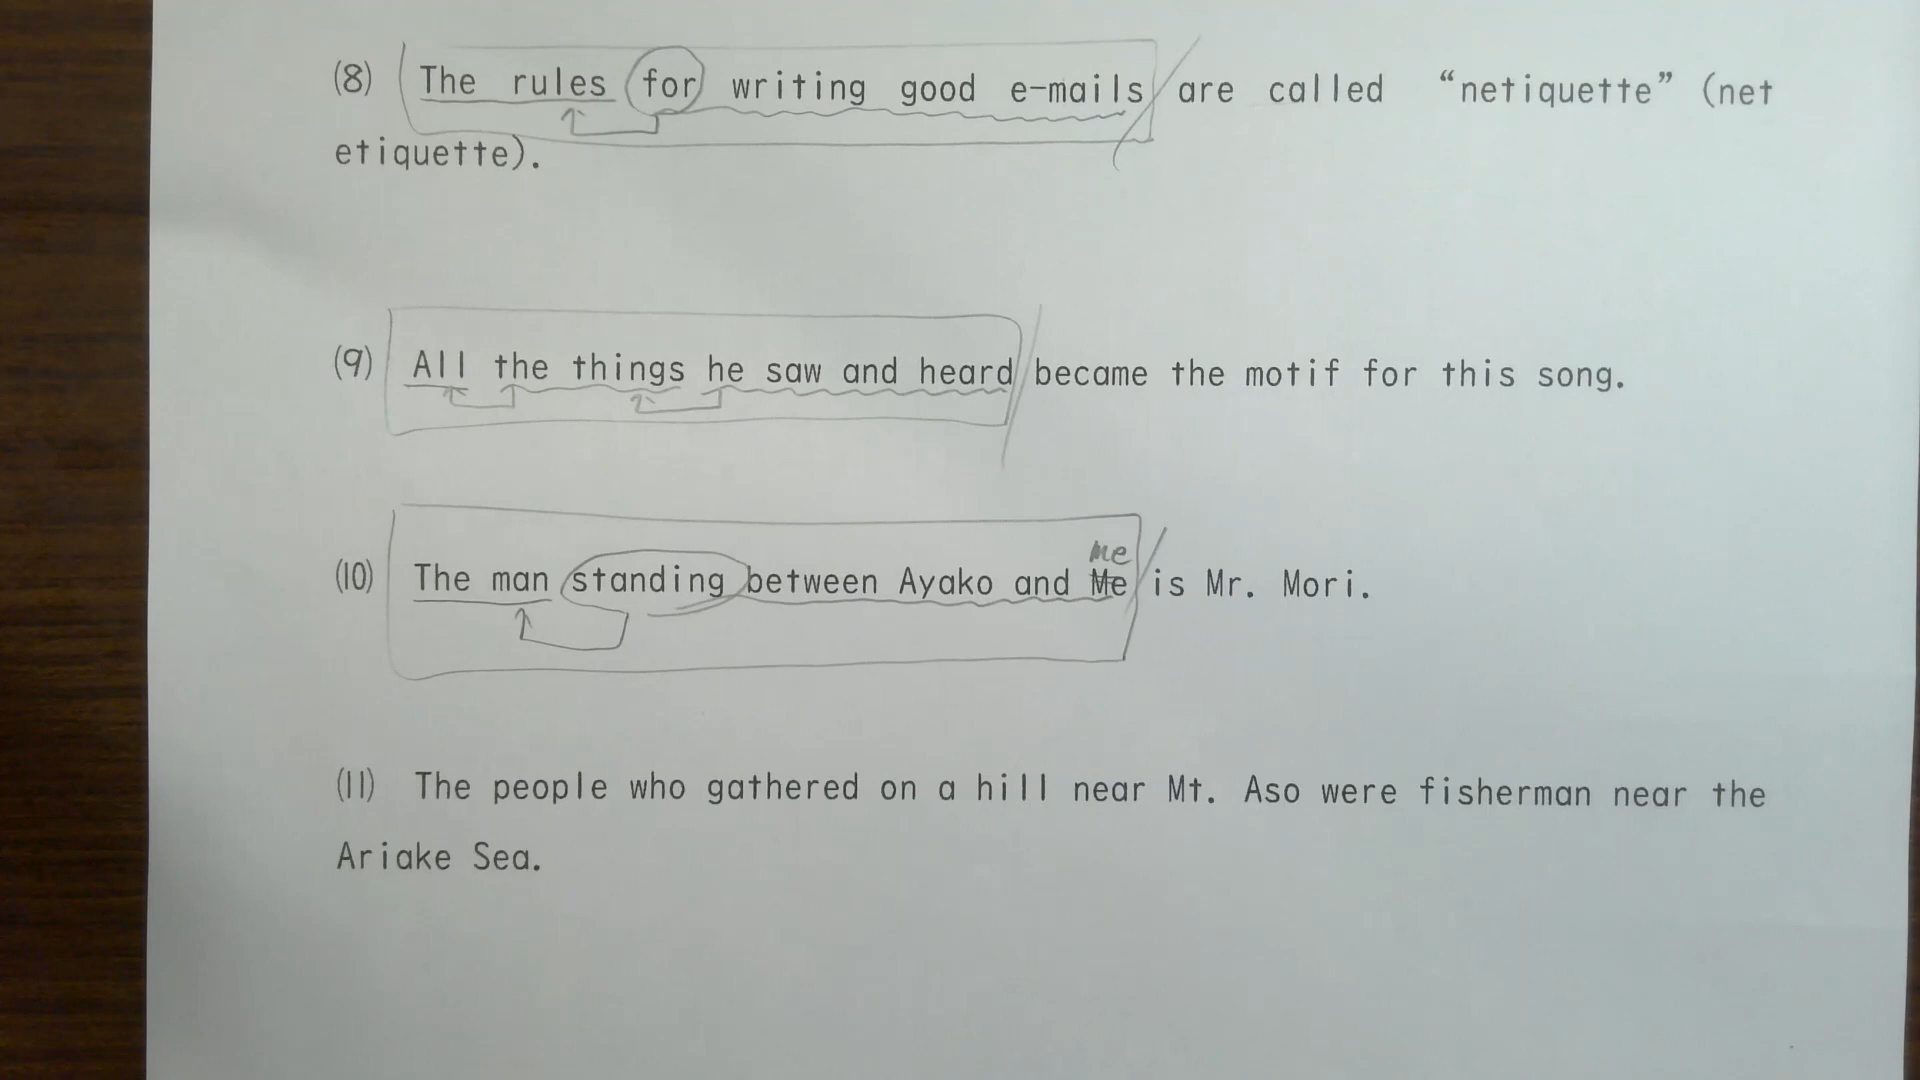 (8) The rules for writing good e-mails are called “netiquette” (net
etiquette).
(9) All the things he saw and heard became the motif for this song.
me
(10) The man standing between Ayako and Me is Mr. Mori.
(11) The people who gathered on a hill near Mt. Aso were fisherman near the
Ariake Sea.